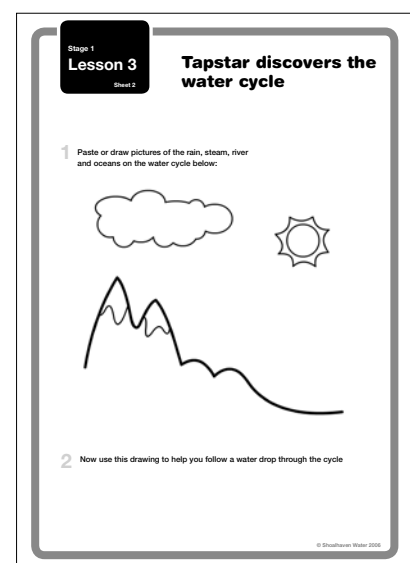 Stage 1
Lesson 3
Sheet 2
Tapstar discovers the
water cycle
1 Paste or draw pictures of the rain, steam, river
and oceans on the water cycle below:
2 Now use this drawing to help you follow a water drop through the cycle
© Shoalhaven Water 2006